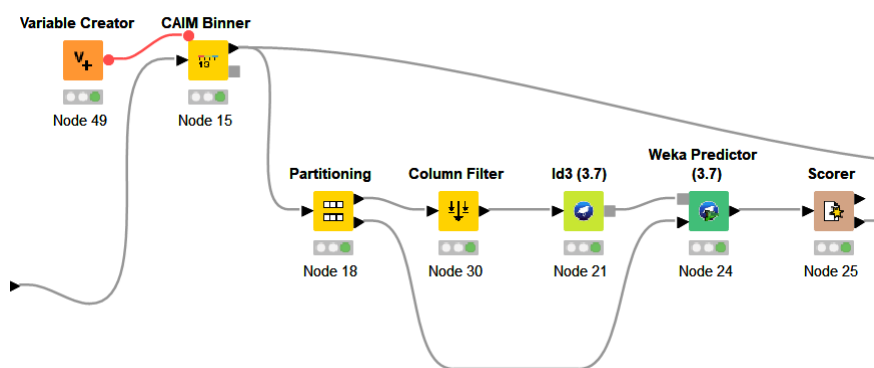 Variable Creator
CAIM Binner
V+
Node 49
Node 15
Partitioning
Column Filter
Id3 (3.7)
Weka Predictor
(3.7)
Scorer
Node 18
Node 30
Node 21
Node 24
Node 25